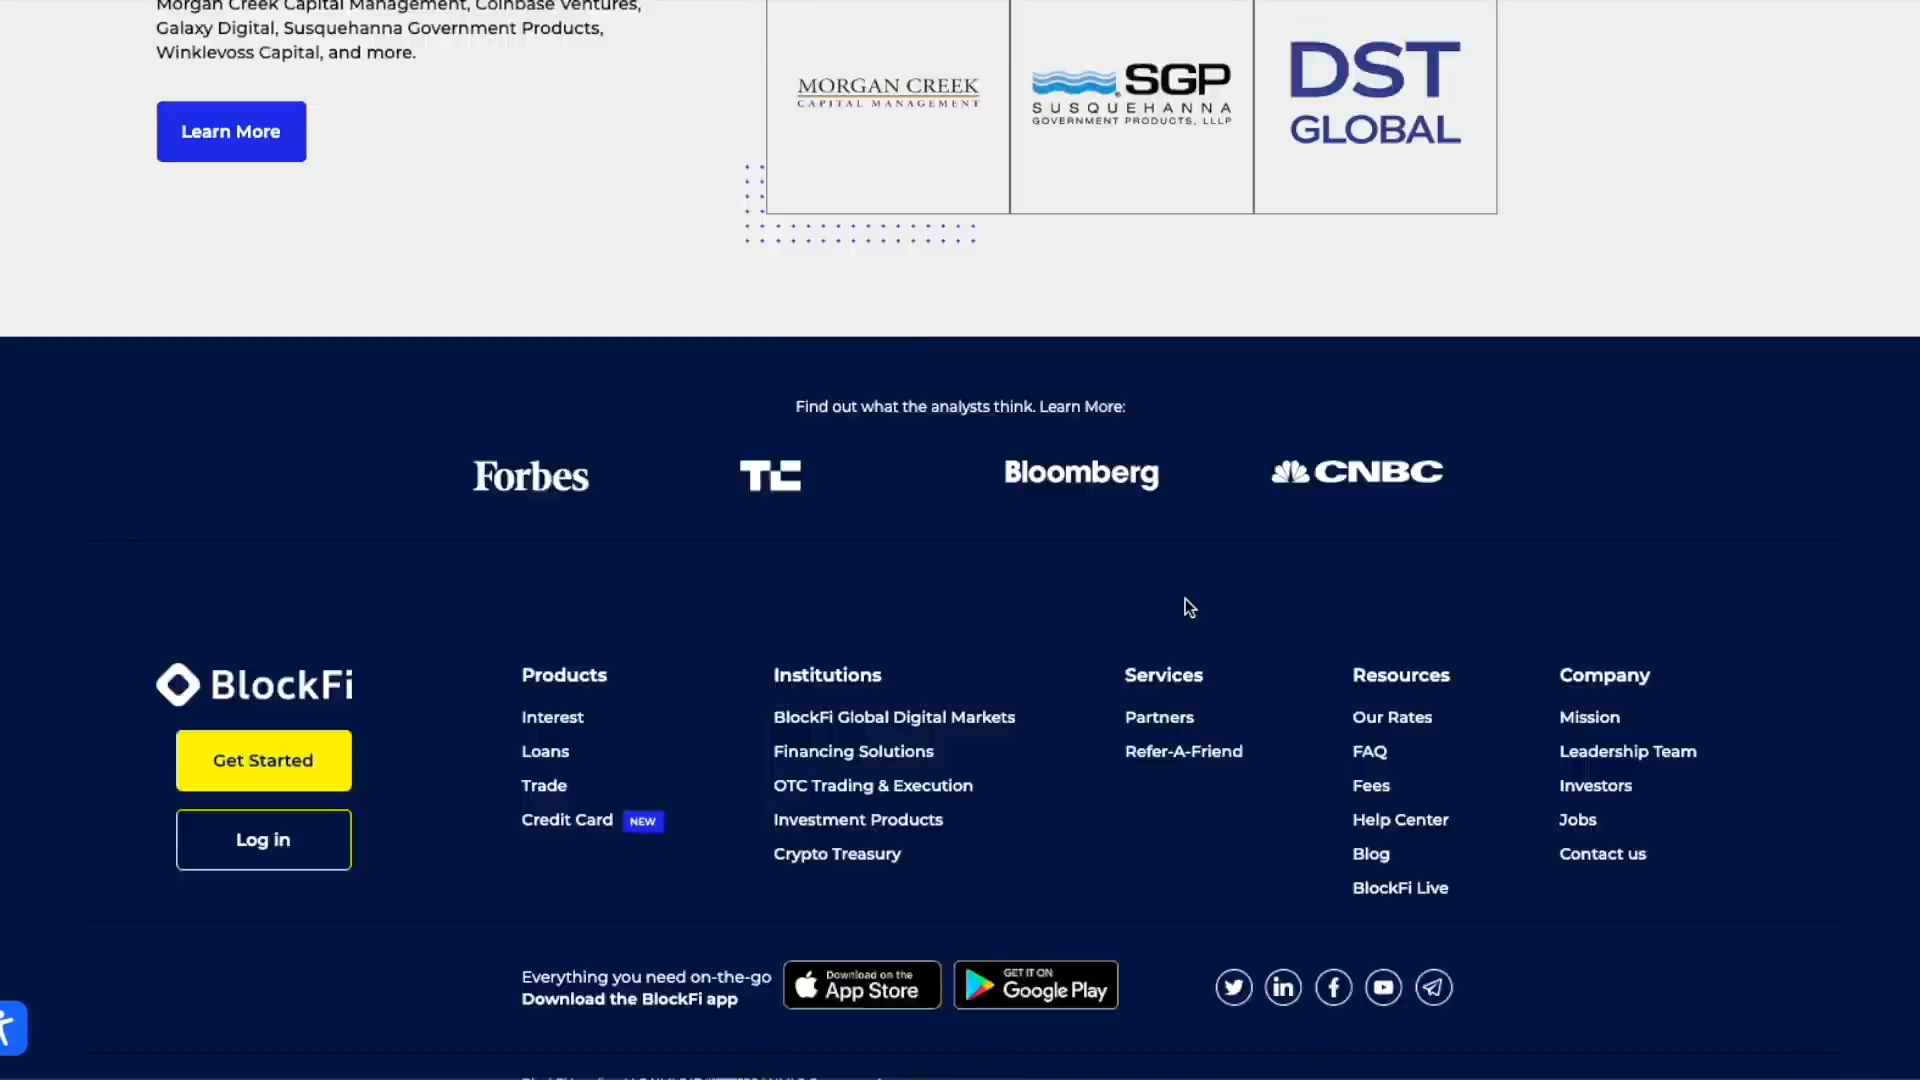 Morgan Creek Capital Management, Coinbase Ventures,
Galaxy Digital, Susquehanna Government Products,
Winklevoss Capital, and more.
Learn More
MORGAN CREEK
CAPITAL MANAGEMENT
SGP
SUSQUEHANNA
GOVERNMENT PRODUCTS, LLLP
DST
GLOBAL
Find out what the analysts think. Learn More:
Forbes
TC
Bloomberg
CNBC
BlockFi
Get Started
Log in
Products
Interest
Loans
Trade
Credit Card NEW
Institutions
BlockFi Global Digital Markets
Financing Solutions
OTC Trading & Execution
Investment Products
Crypto Treasury
Services
Partners
Refer-A-Friend
Resources
Our Rates
FAQ
Fees
Help Center
Blog
BlockFi Live
Company
Mission
Leadership Team
Investors
Jobs
Contact us
Everything you need on-the-go
Download the BlockFi app
Download on the
App Store
GET IT ON
Google Play